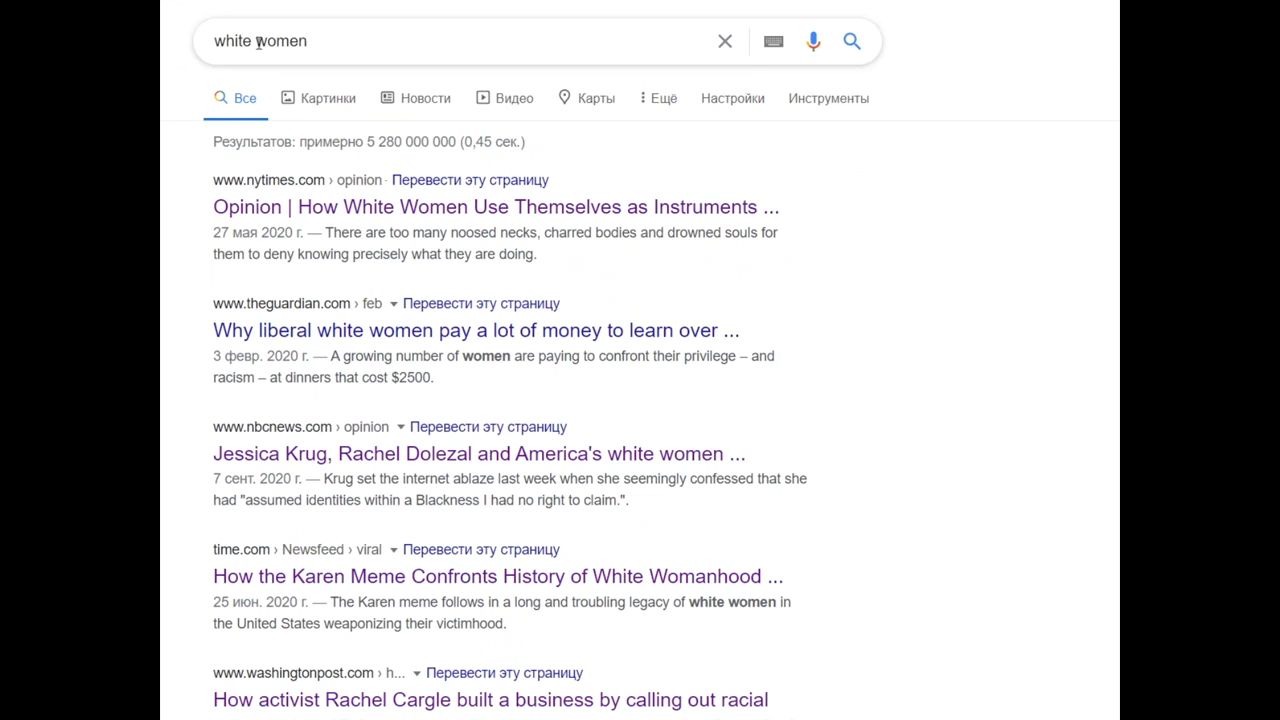 white women
Все Картинки Новости Видео Карты Ещё Настройки Инструменты
Результатов: примерно 5 280 000 000 (0,45 сек.)
www.nytimes.com › opinion · Перевести эту страницу
Opinion | How White Women Use Themselves as Instruments ...
27 мая 2020 г. — There are too many noosed necks, charred bodies and drowned souls for
them to deny knowing precisely what they are doing.
www.theguardian.com › feb Перевести эту страницу
Why liberal white women pay a lot of money to learn over ...
3 февр. 2020 г. — A growing number of women are paying to confront their privilege – and
racism – at dinners that cost $2500.
www.nbcnews.com › opinion Перевести эту страницу
Jessica Krug, Rachel Dolezal and America's white women ...
7 сент. 2020 г. — Krug set the internet ablaze last week when she seemingly confessed that she
had "assumed identities within a Blackness I had no right to claim.".
time.com › Newsfeed › viral Перевести эту страницу
How the Karen Meme Confronts History of White Womanhood ...
25 июн. 2020 г. — The Karen meme follows in a long and troubling legacy of white women in
the United States weaponizing their victimhood.
www.washingtonpost.com › h... Перевести эту страницу
How activist Rachel Cargle built a business by calling out racial